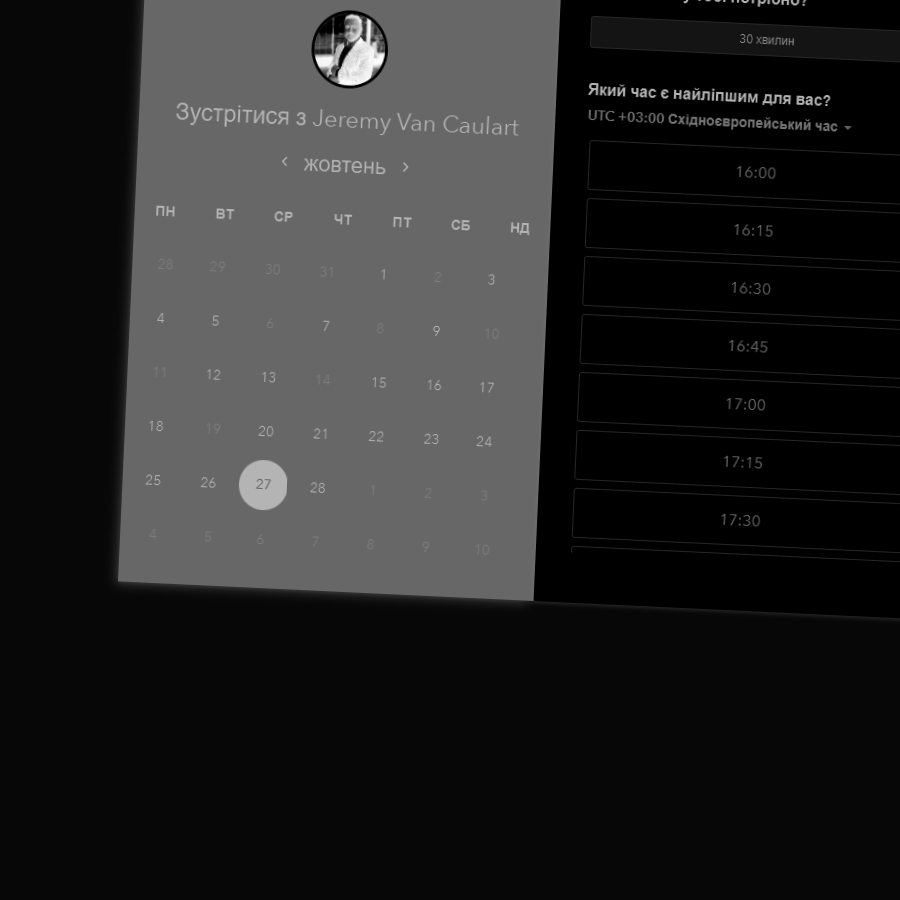 Зустрітися з Jeremy Van Caulart
‹ жовтень ›
ПН ВТ СР ЧТ ПТ СБ НД
28 29 30 31 1 2 3
4 5 6 7 8 9 10
11 12 13 14 15 16 17
18 19 20 21 22 23 24
25 26 27 28 1 2 3
4 5 6 7 8 9 10
потрібно?
30 хвилин
Який час є найліпшим для вас?
UTC +03:00 Східноєвропейський час
16:00
16:15
16:30
16:45
17:00
17:15
17:30